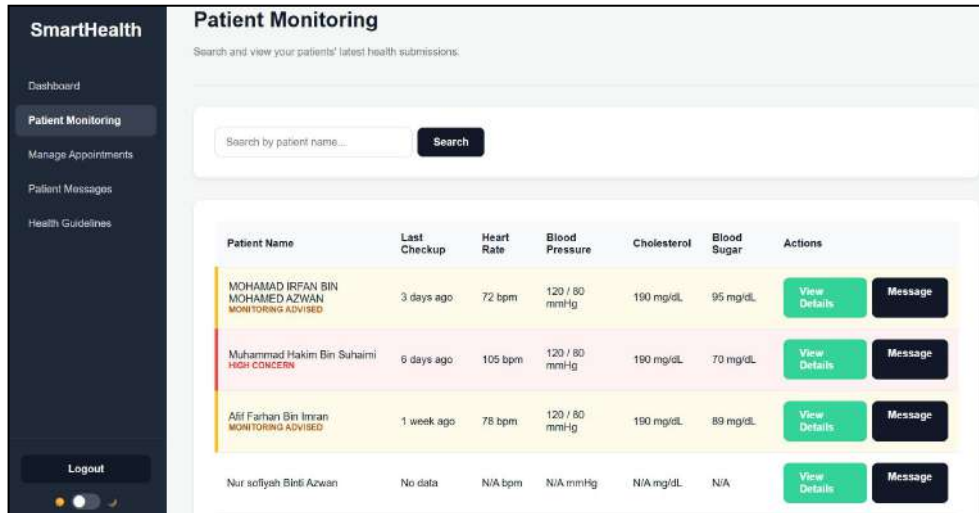 SmartHealth
Dashboard
Patient Monitoring
Manage Appointments
Patient Messages
Health Guidelines
Logout
Patient Monitoring
Search and view your patients' latest health submissions.
Search by patient name...
Search
Patient Name
Last Checkup
Heart Rate
Blood Pressure
Cholesterol
Blood Sugar
Actions
MOHAMAD IRFAN BIN
MOHAMED AZWAN
MONITORING ADVISED
3 days ago
72 bpm
120 / 80
mmHg
190 mg/dL
95 mg/dL
View
Details
Message
Muhammad Hakim Bin Suhaimi
HIGH CONCERN
6 days ago
105 bpm
120 / 80
mmHg
190 mg/dL
70 mg/dL
View
Details
Message
Afif Farhan Bin Imran
MONITORING ADVISED
1 week ago
78 bpm
120 / 80
mmHg
190 mg/dL
89 mg/dL
View
Details
Message
Nur sofiyah Binti Azwan
No data
N/A bpm
N/A mmHg
N/A mg/dL
N/A
View
Details
Message